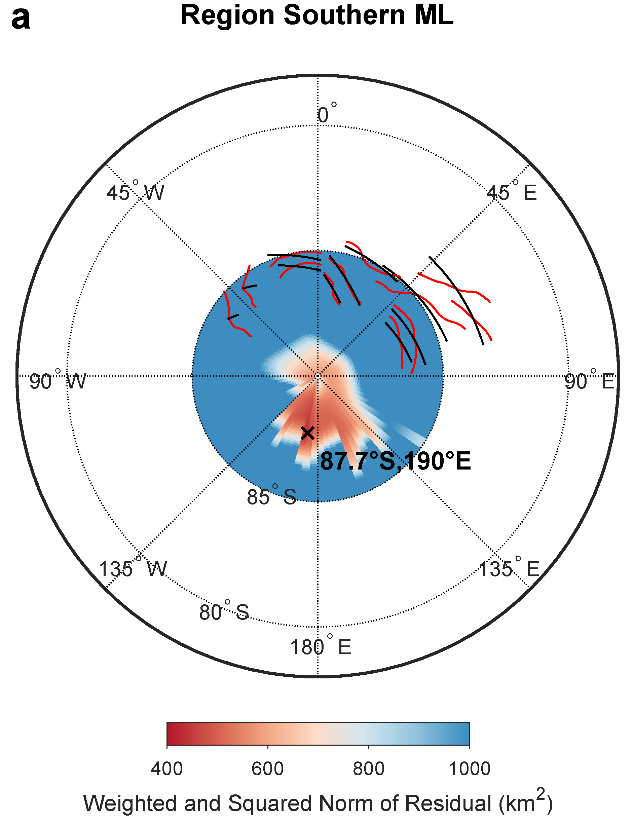 a
Region Southern ML
0°
45°W
45°E
90°W
90°E
87.7°S,190°E
85°S
135°W
135°E
80°S
180°E
400
600
800
1000
Weighted and Squared Norm of Residual (km²)